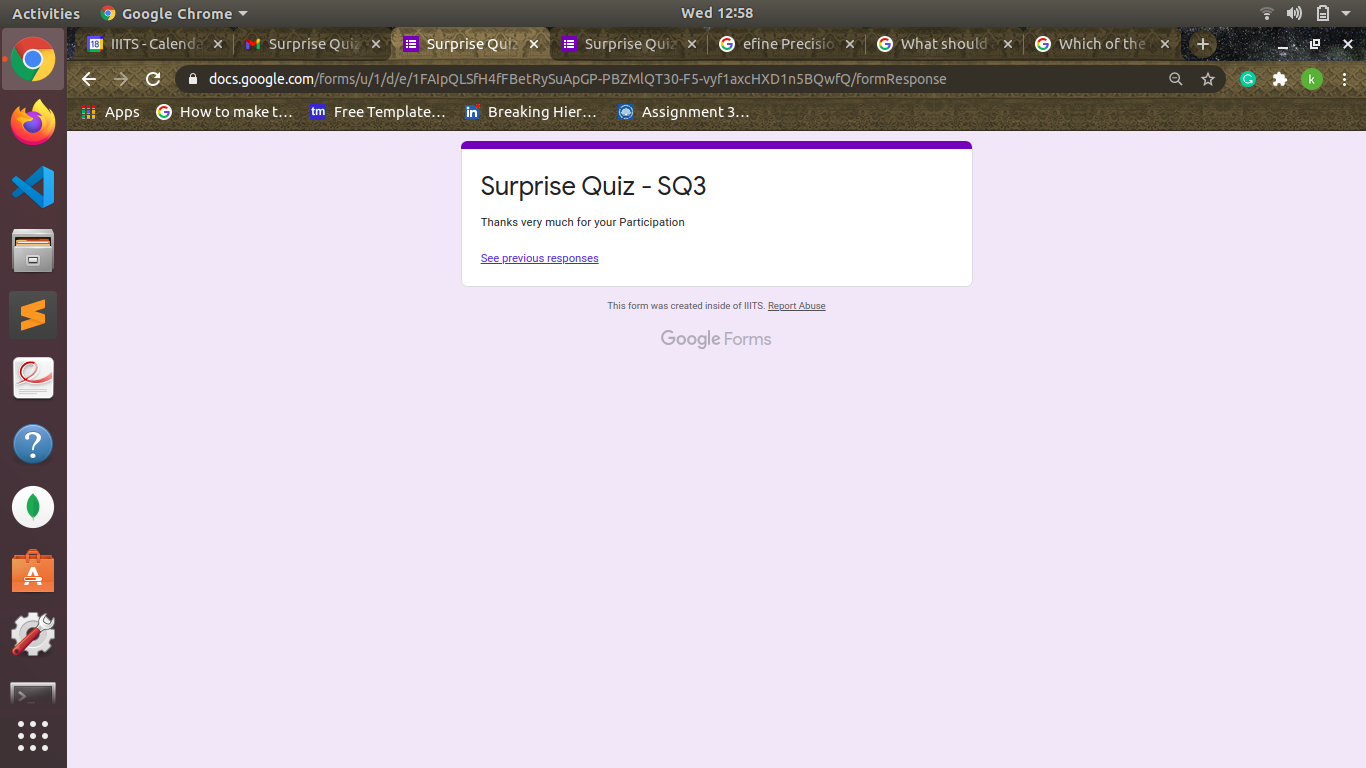 Activities Google Chrome Wed 12:58
18 IIITS - Calenda Surprise Quiz Surprise Quiz Surprise Quiz efine Precisio What should Which of the
docs.google.com/forms/u/1/d/e/1FAIpQLSfH4fFBetRySuApGP-PBZMlQT30-F5-vyf1axcHXD1n5BQwfQ/formResponse k
Apps How to make t... tm Free Template... in Breaking Hier... Assignment 3...
Surprise Quiz - SQ3
Thanks very much for your Participation
See previous responses
This form was created inside of IIITS. Report Abuse
Google Forms